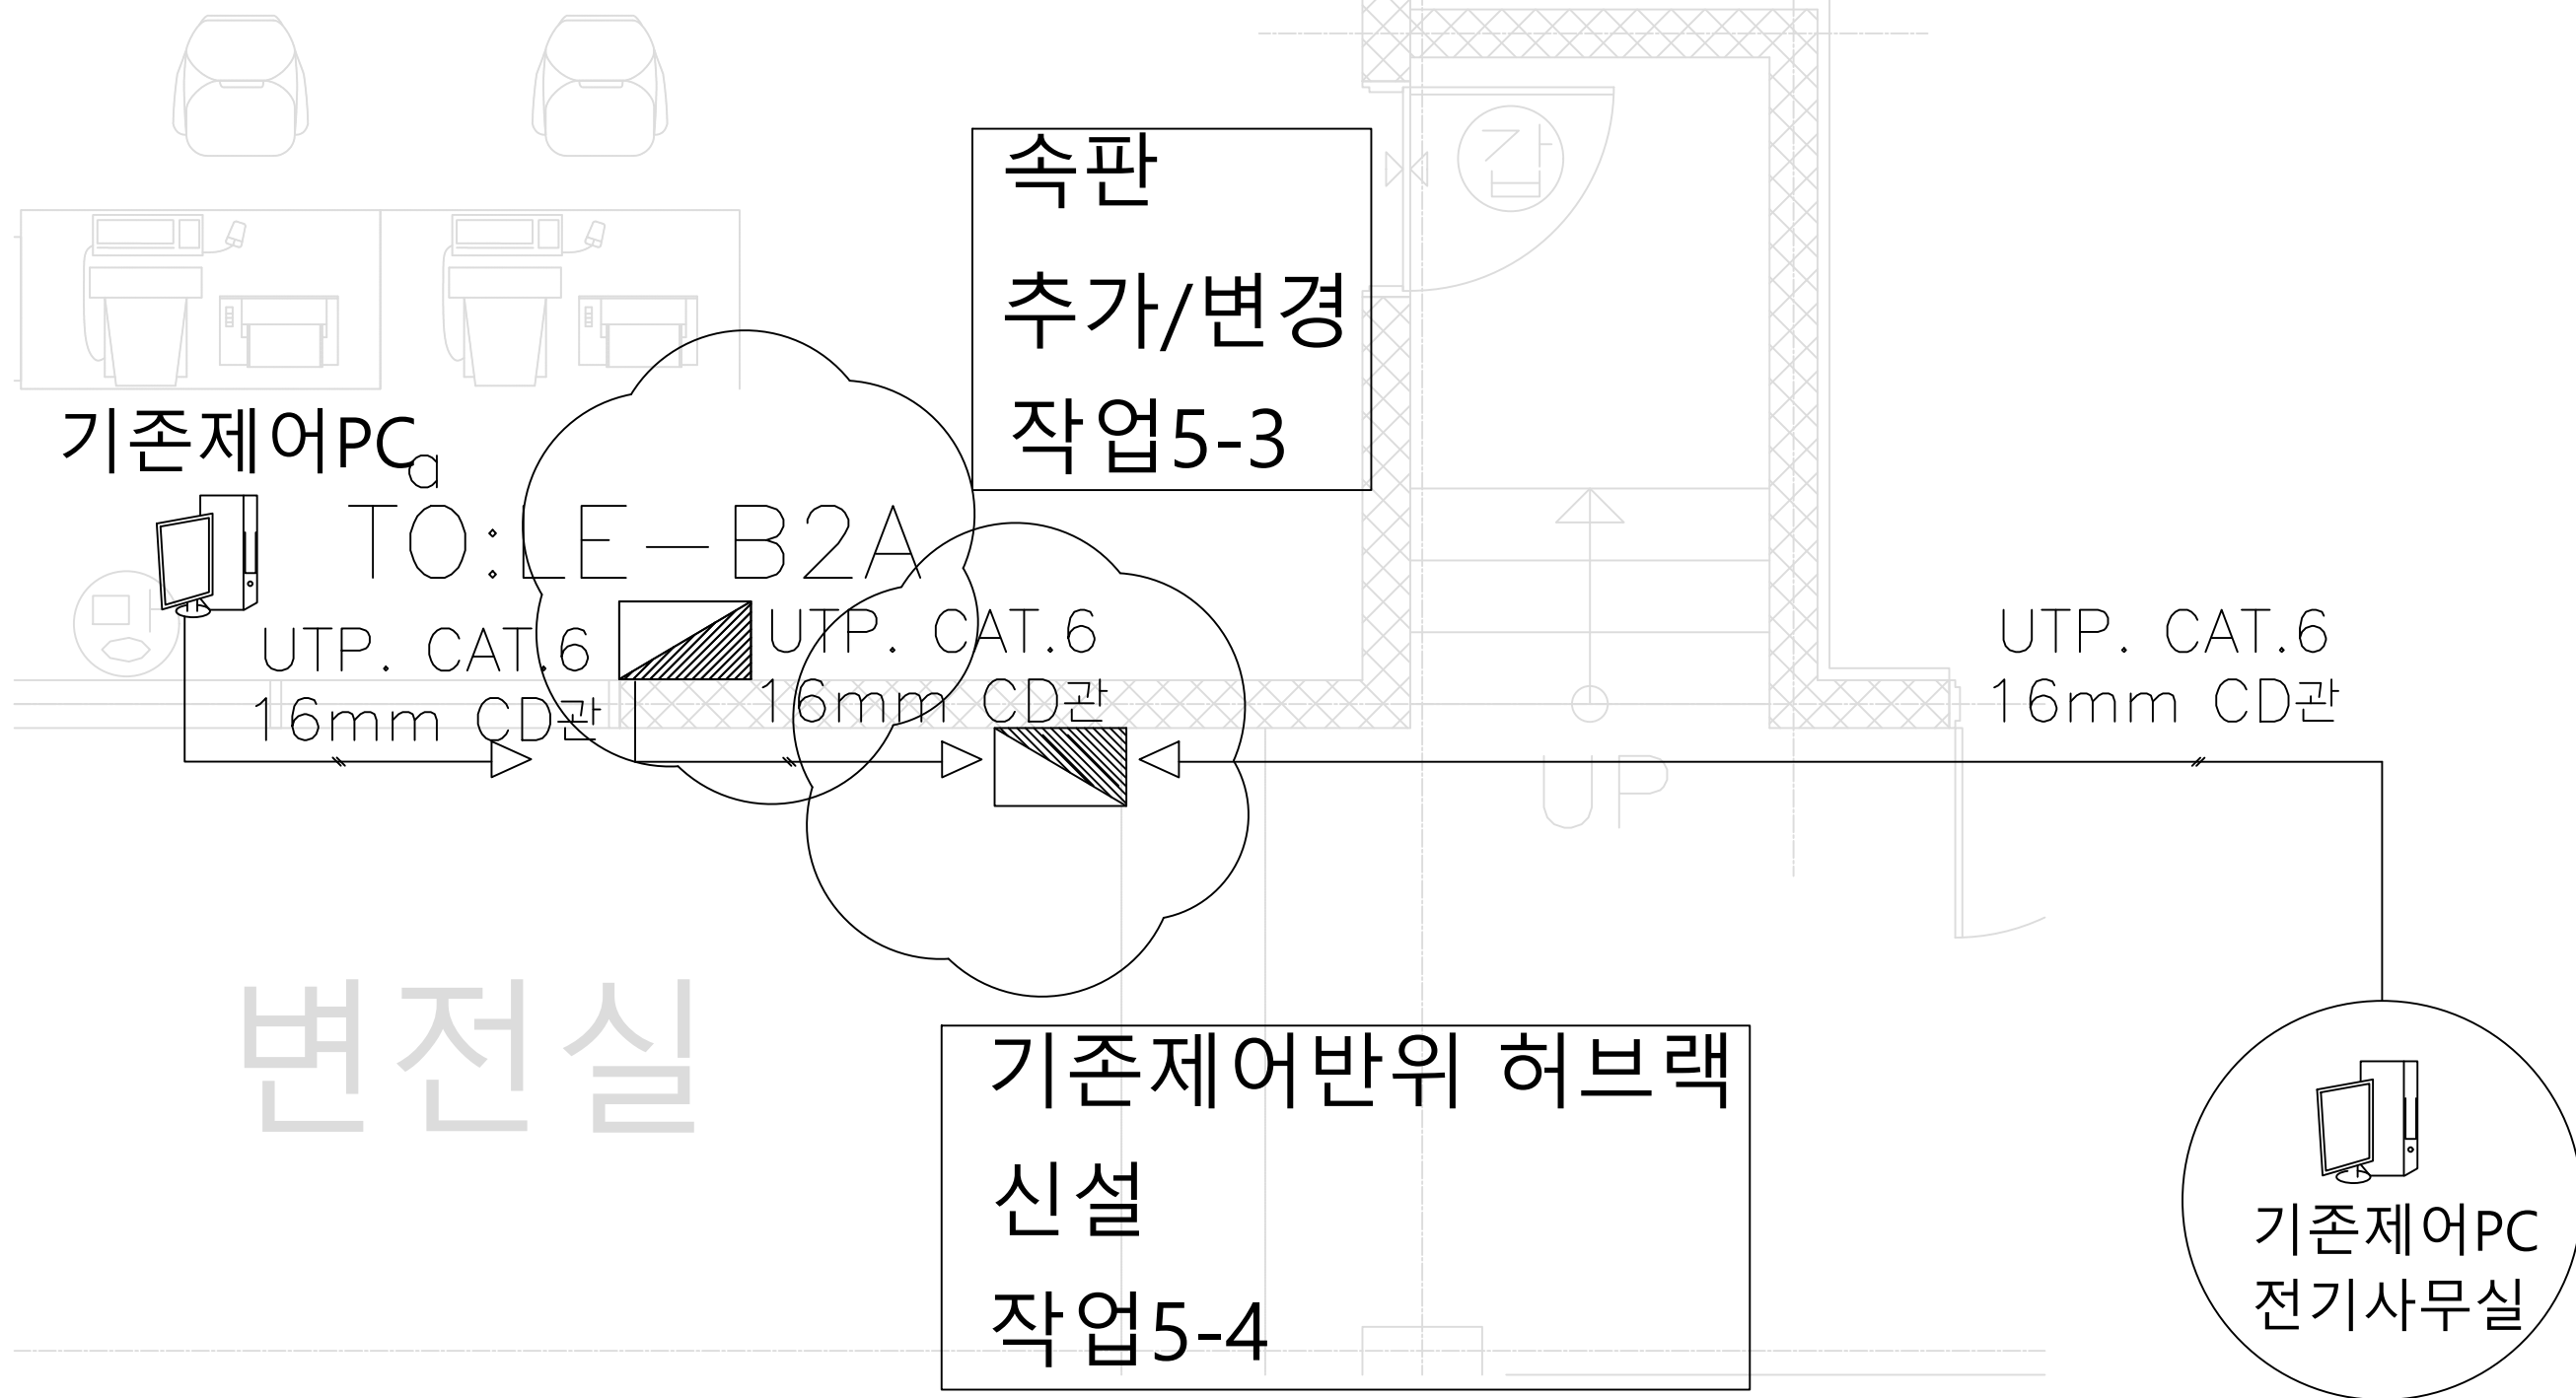 속판
추가/변경
작업5-3
갑
기존제어PC
a
TO:LE-B2A
UTP. CAT.6
16mm CD관
UTP. CAT.6
16mm CD관
UTP. CAT.6
16mm CD관
UP
변전실
기존제어반위 허브랙
신설
작업5-4
기존제어PC
전기사무실